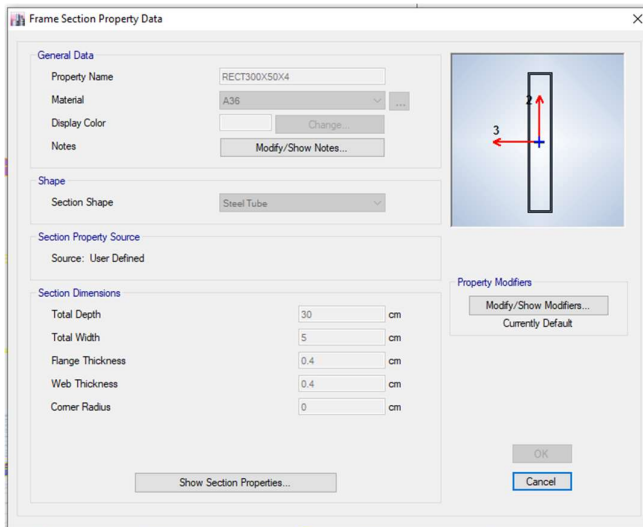 Frame Section Property Data
General Data
Property Name RECT300X50X4
Material A36 ...
Display Color Change...
Notes Modify/Show Notes...
2
3
Shape
Section Shape Steel Tube
Section Property Source
Source: User Defined
Property Modifiers
Modify/Show Modifiers...
Currently Default
Section Dimensions
Total Depth 30 cm
Total Width 5 cm
Flange Thickness 0.4 cm
Web Thickness 0.4 cm
Corner Radius 0 cm
Show Section Properties...
OK
Cancel